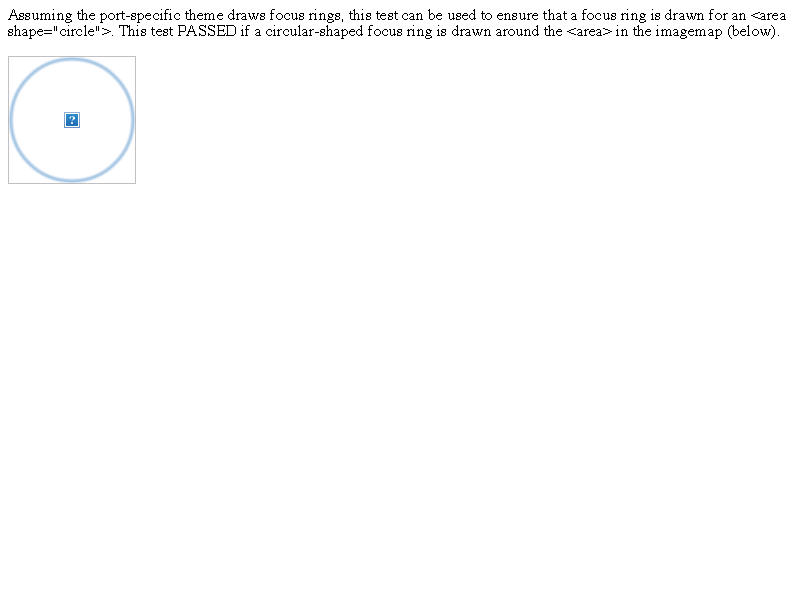 Assuming the port-specific theme draws focus rings, this test can be used to ensure that a focus ring is drawn for an <area
shape="circle">. This test PASSED if a circular-shaped focus ring is drawn around the <area> in the imagemap (below).
?